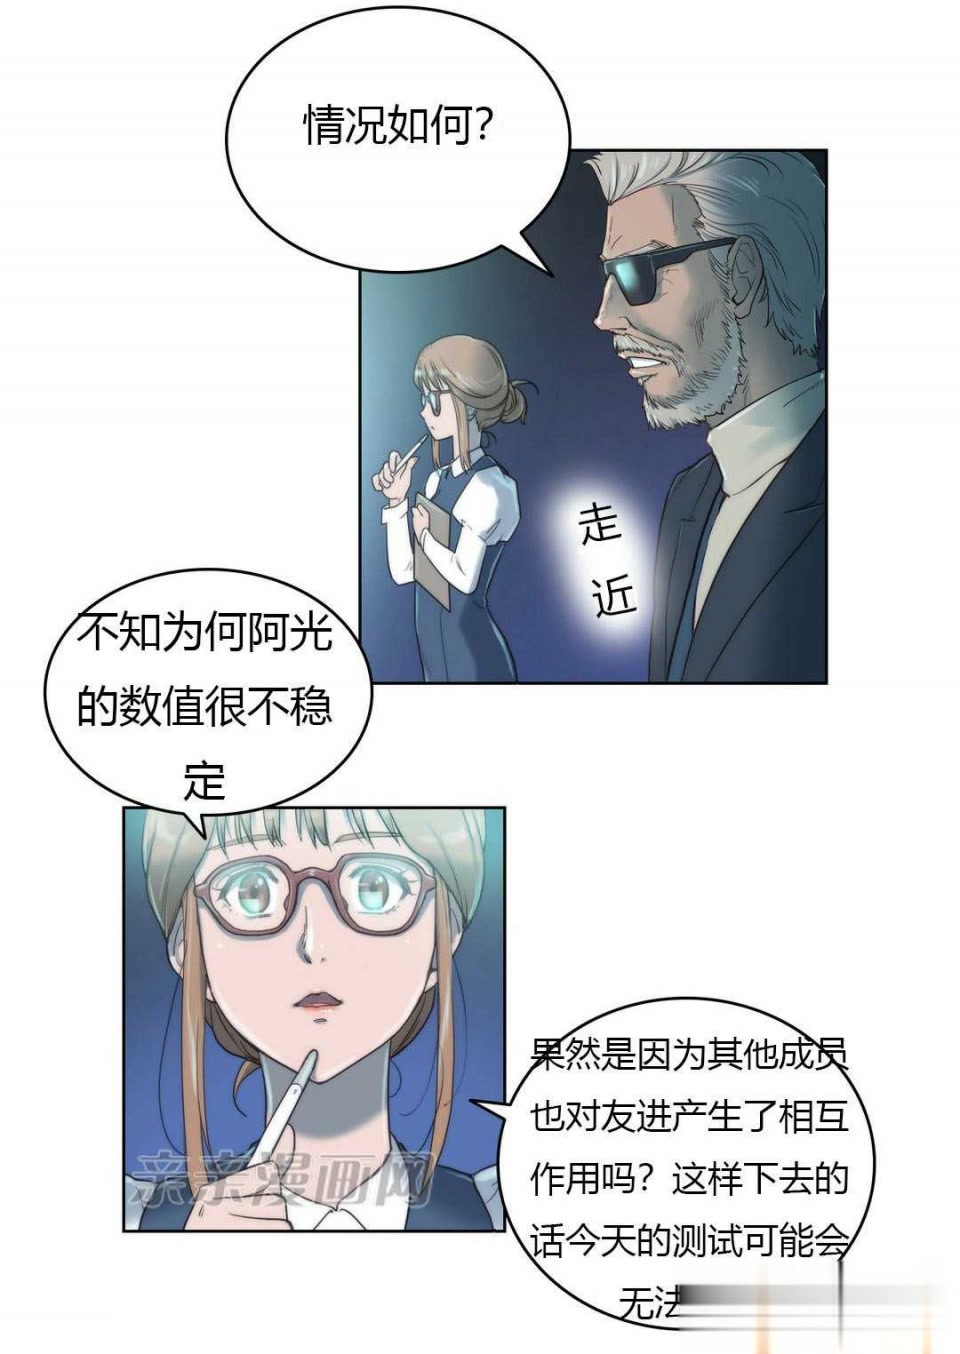 情况如何？
走
近
不知为何阿光
的数值很不稳
定
亲亲漫画网
果然是因为其他成员
也对友进产生了相互
作用吗？这样下去的
话今天的测试可能会
无法